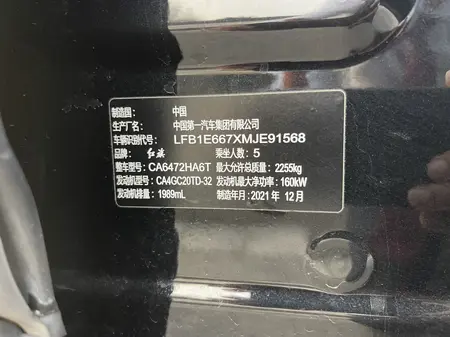 制造国： 中国
生产厂名： 中国第一汽车集团有限公司
车辆识别代号： LFB1E667XMJE91568
品牌： 红旗 乘坐人数： 5
整车型号： CA6472HA6T 最大允许总质量： 2255kg
发动机型号： CA4GC20TD-32 发动机最大净功率： 160kW
发动机排量： 1989mL 制造年月： 2021年 12月